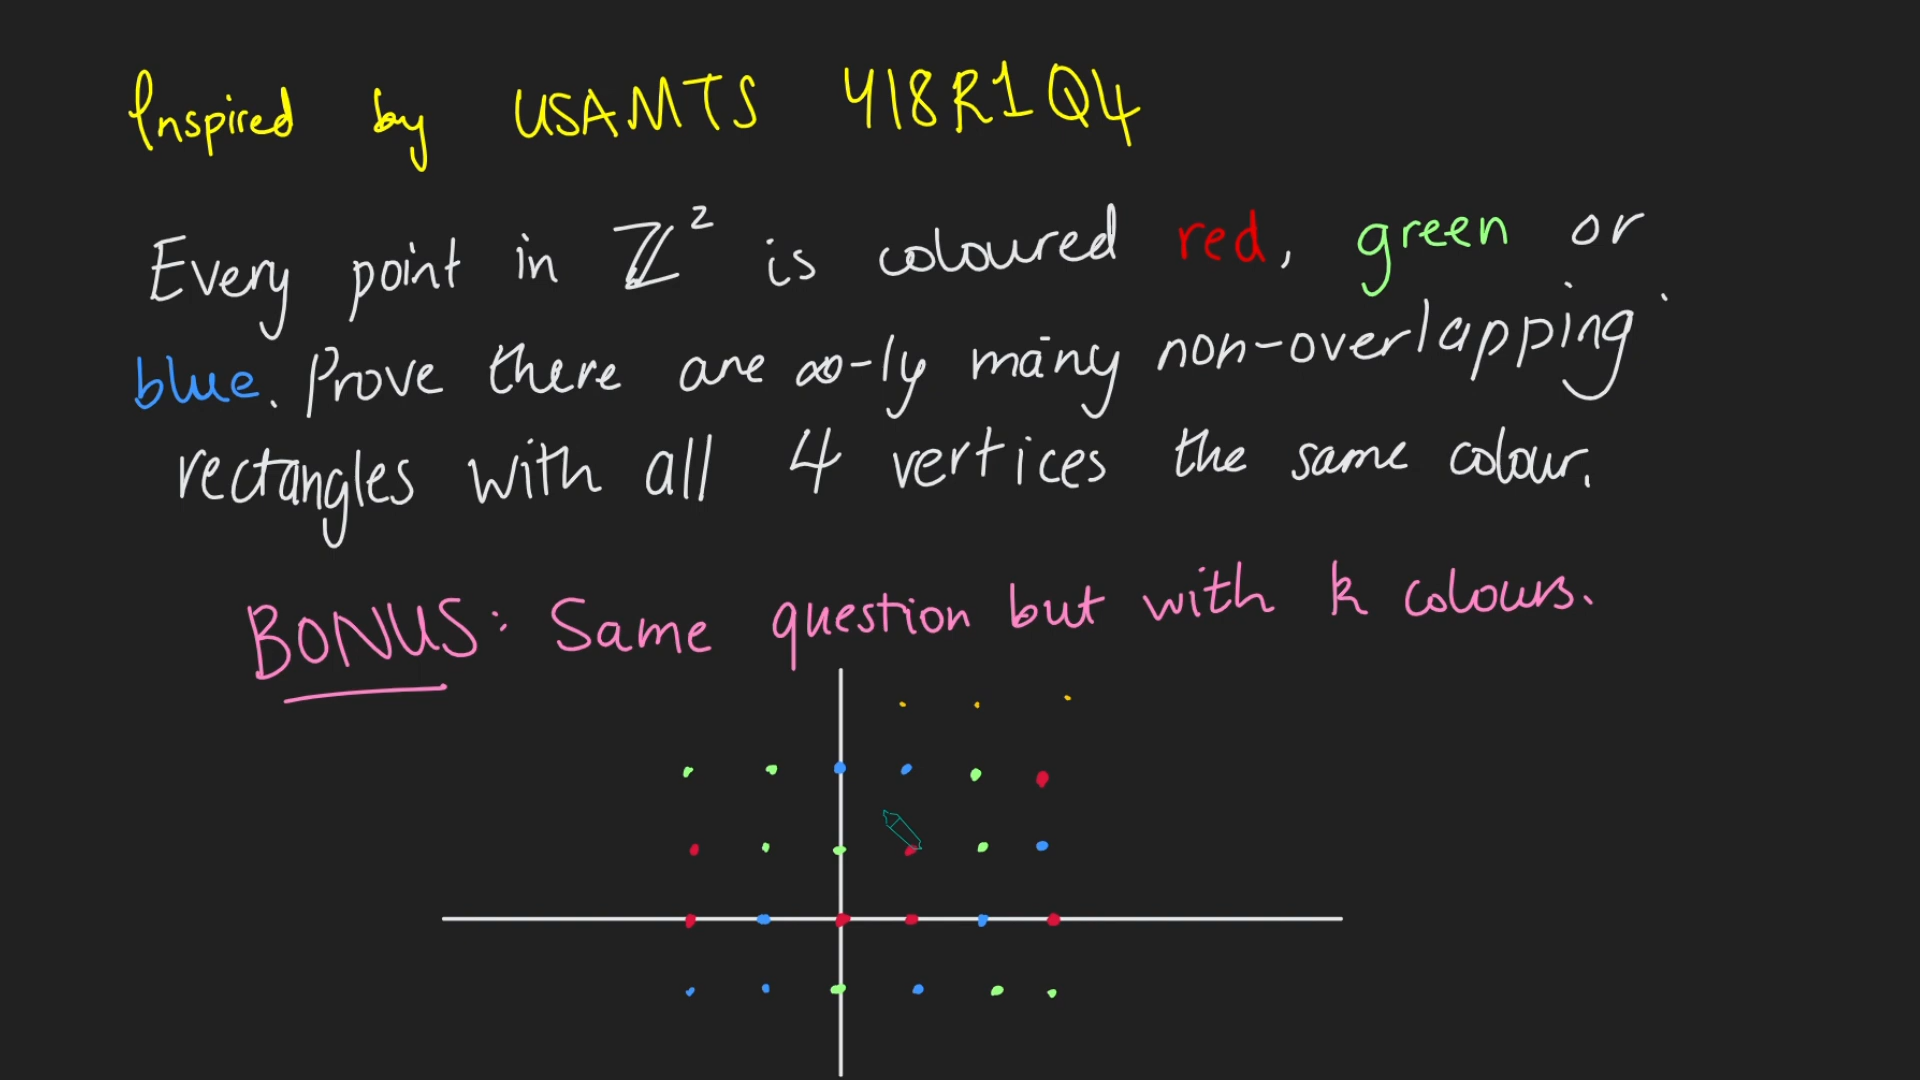 Inspired by USAMTS Y18R1Q4
Every point in ℤ² is coloured red, green or
blue. Prove there are ∞-ly many non-overlapping
rectangles with all 4 vertices the same colour.
BONUS: Same question but with k colours.